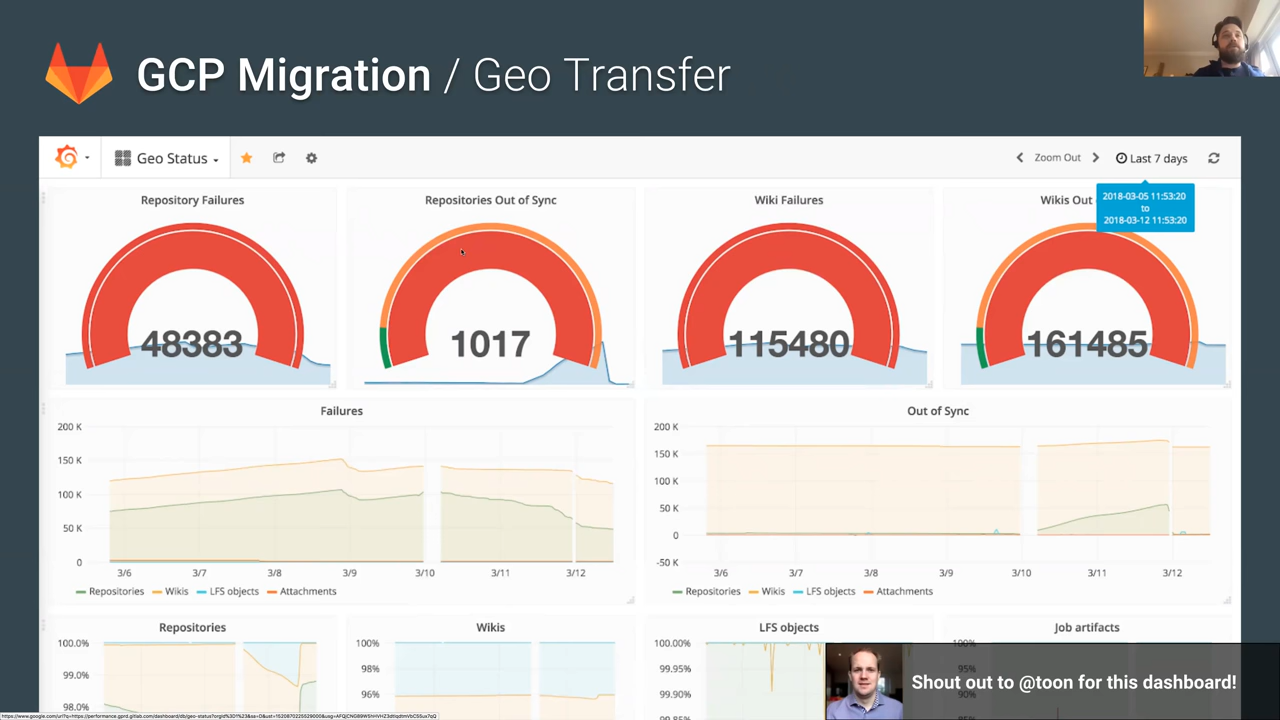 GCP Migration / Geo Transfer
Geo Status
Zoom Out
Last 7 days
2018-03-05 11:53:20
to
2018-03-12 11:53:20
Repository Failures
Repositories Out of Sync
Wiki Failures
Wikis Out
48383
1017
115480
161485
Failures
200 K
150 K
100 K
50 K
0
3/6 3/7 3/8 3/9 3/10 3/11 3/12
Repositories Wikis LFS objects Attachments
Out of Sync
200 K
150 K
100 K
50 K
0
-50 K
3/6 3/7 3/8 3/9 3/10 3/11 3/12
Repositories Wikis LFS objects Attachments
Repositories
100.0%
99.0%
98.0%
Wikis
100%
98%
96%
LFS objects
100.00%
99.95%
99.90%
99.85%
Job artifacts
100%
95%
90%
Shout out to @toon for this dashboard!